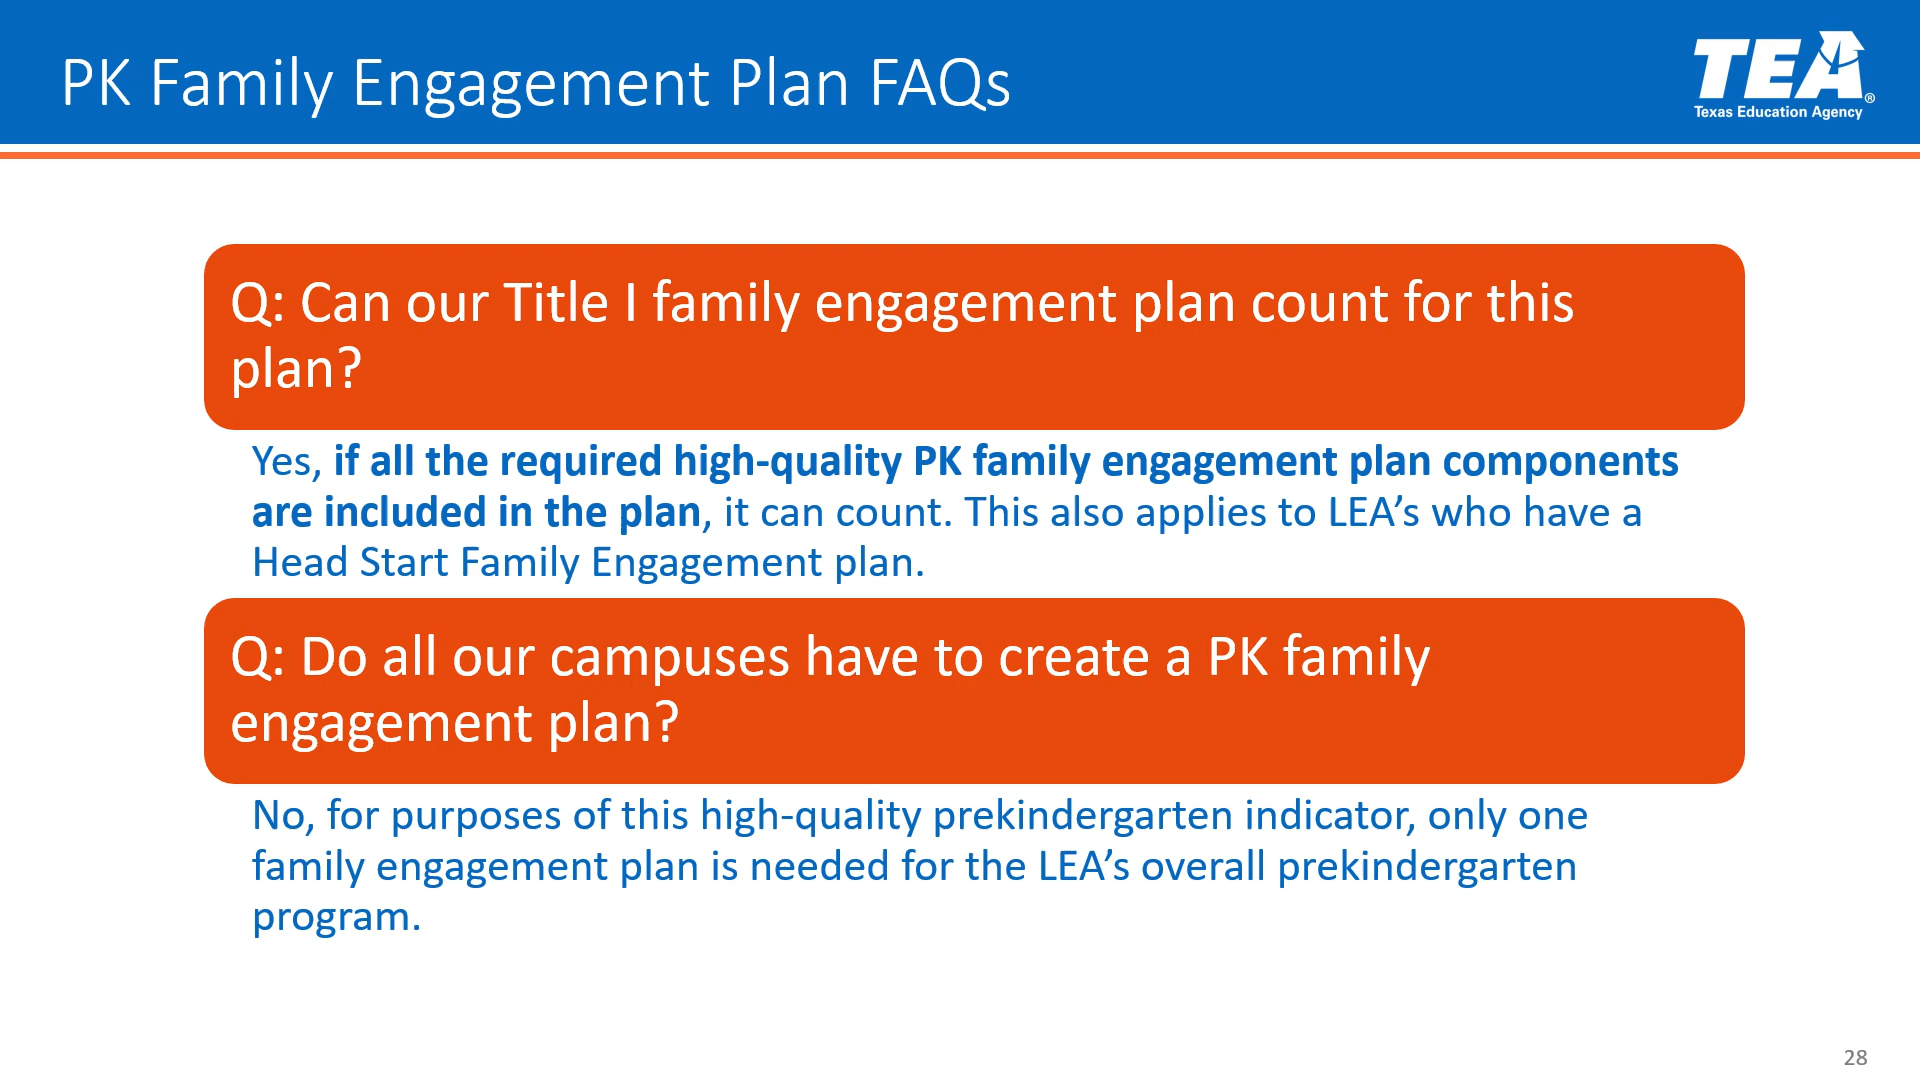 PK Family Engagement Plan FAQs
TEA®
Texas Education Agency
Q: Can our Title I family engagement plan count for this
plan?
Yes, if all the required high-quality PK family engagement plan components
are included in the plan, it can count. This also applies to LEA’s who have a
Head Start Family Engagement plan.
Q: Do all our campuses have to create a PK family
engagement plan?
No, for purposes of this high-quality prekindergarten indicator, only one
family engagement plan is needed for the LEA’s overall prekindergarten
program.
28